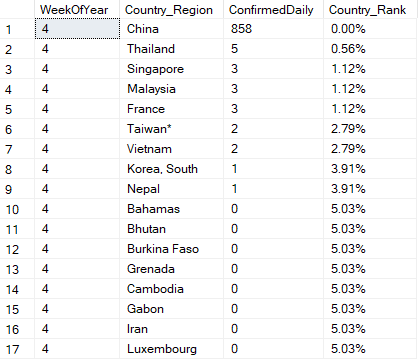 WeekOfYear Country_Region ConfirmedDaily Country_Rank
1 4 China 858 0.00%
2 4 Thailand 5 0.56%
3 4 Singapore 3 1.12%
4 4 Malaysia 3 1.12%
5 4 France 3 1.12%
6 4 Taiwan* 2 2.79%
7 4 Vietnam 2 2.79%
8 4 Korea, South 1 3.91%
9 4 Nepal 1 3.91%
10 4 Bahamas 0 5.03%
11 4 Bhutan 0 5.03%
12 4 Burkina Faso 0 5.03%
13 4 Grenada 0 5.03%
14 4 Cambodia 0 5.03%
15 4 Gabon 0 5.03%
16 4 Iran 0 5.03%
17 4 Luxembourg 0 5.03%